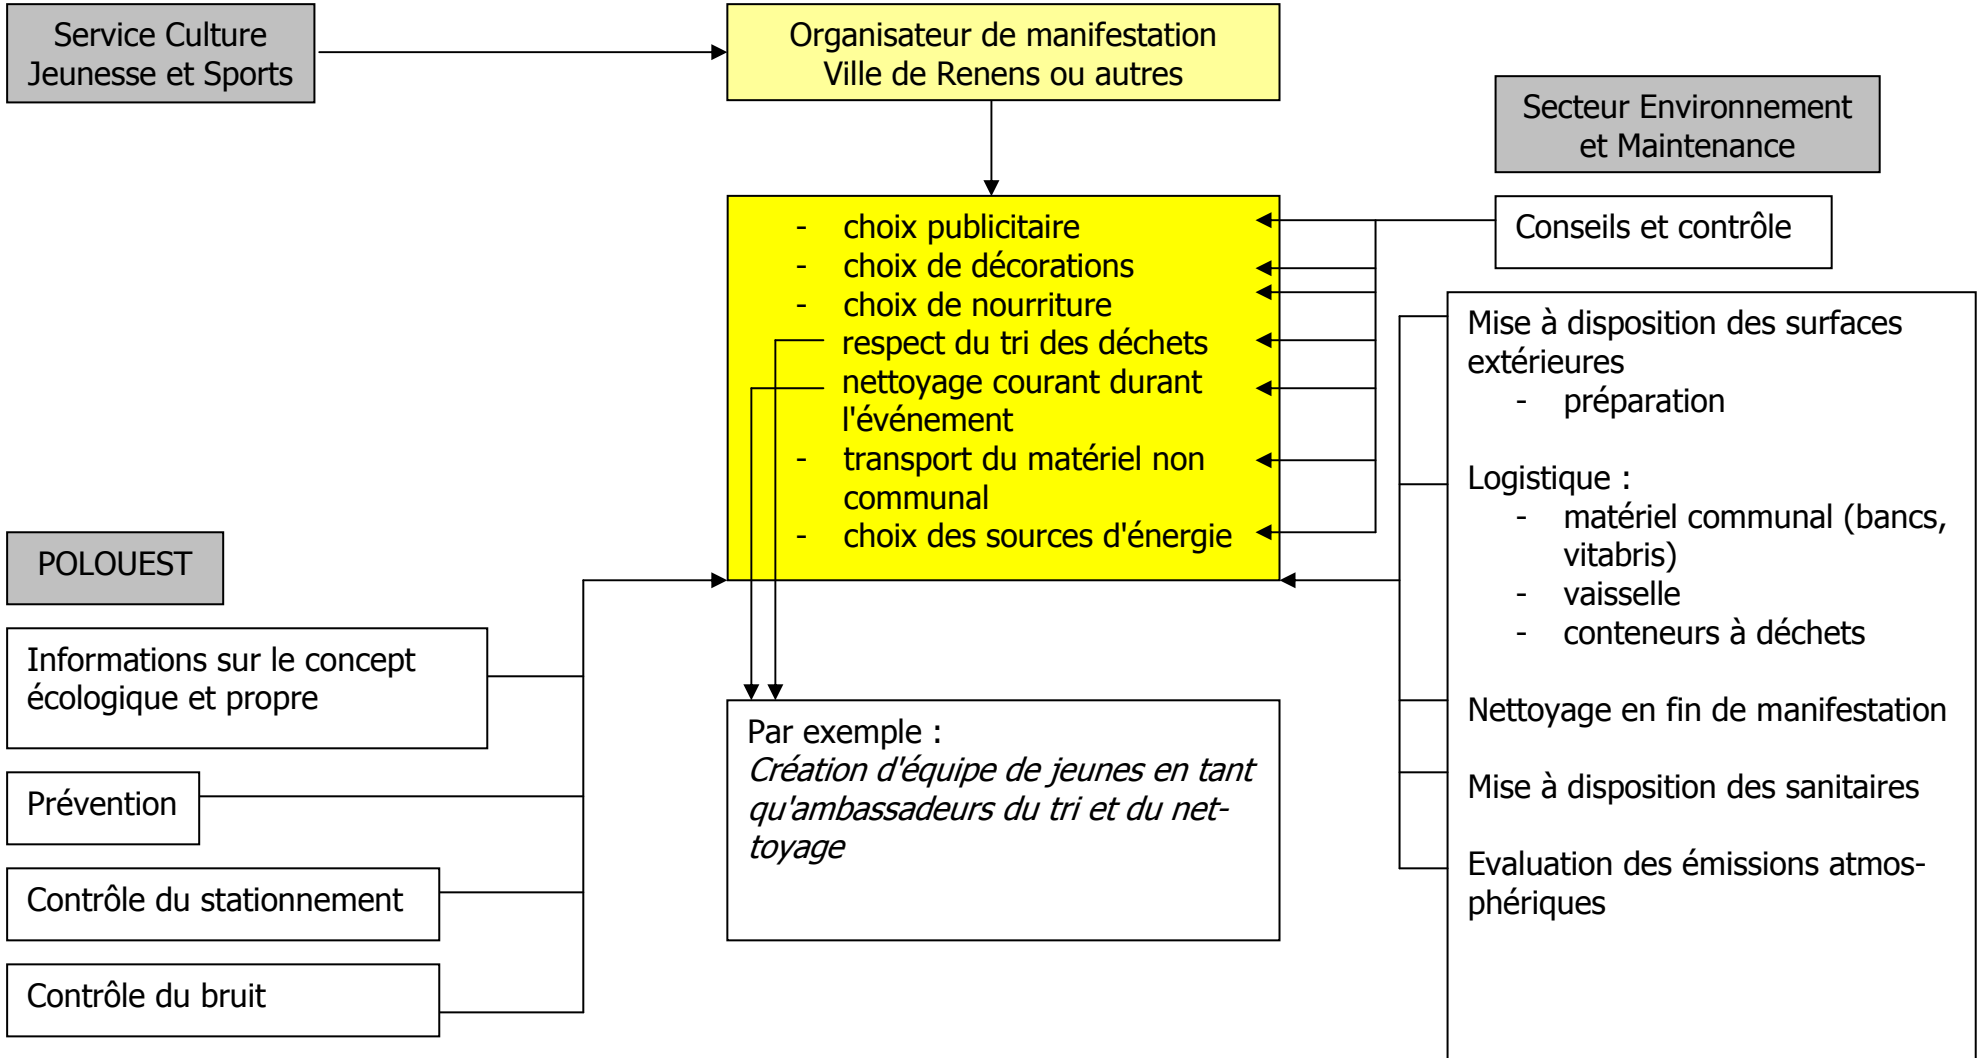 Service Culture
Jeunesse et Sports
Organisateur de manifestation
Ville de Renens ou autres
Secteur Environnement
et Maintenance
- choix publicitaire
- choix de décorations
- choix de nourriture
respect du tri des déchets
nettoyage courant durant
l'événement
- transport du matériel non
communal
- choix des sources d'énergie
Conseils et contrôle
Mise à disposition des surfaces
extérieures
- préparation
Logistique :
- matériel communal (bancs,
vitabris)
- vaisselle
- conteneurs à déchets
Nettoyage en fin de manifestation
Mise à disposition des sanitaires
Evaluation des émissions atmos-
phériques
POLOUEST
Informations sur le concept
écologique et propre
Prévention
Contrôle du stationnement
Contrôle du bruit
Par exemple :
Création d'équipe de jeunes en tant
qu'ambassadeurs du tri et du net-
toyage